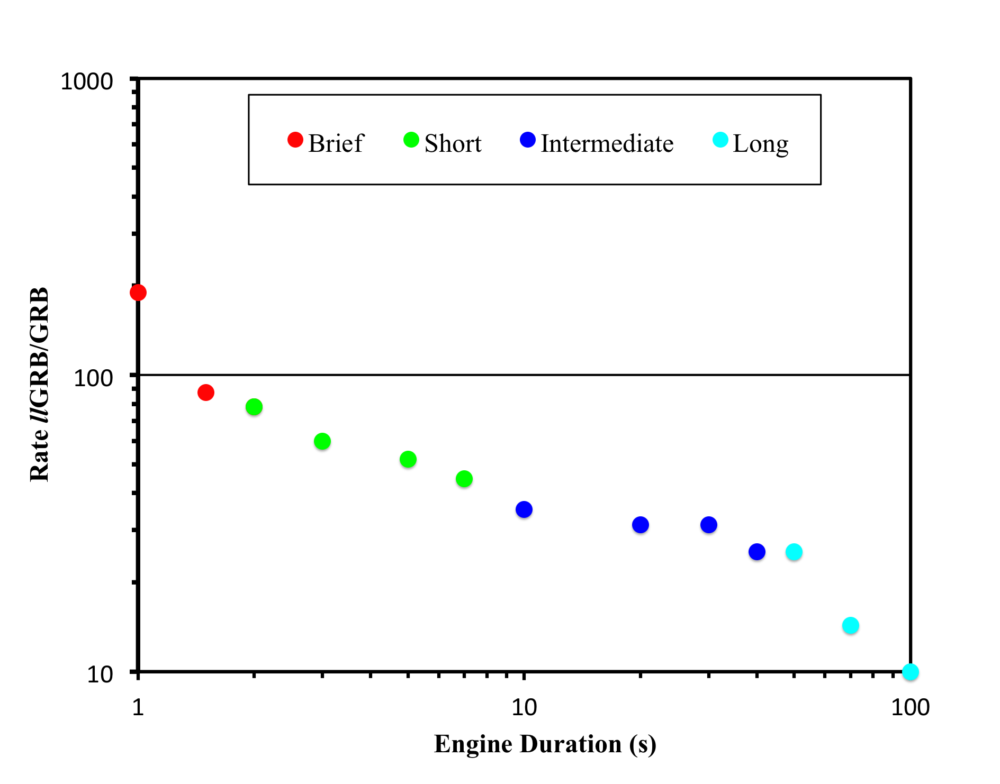 1000
Brief Short Intermediate Long
100
Rate llGRB/GRB
10
1 10 100
Engine Duration (s)